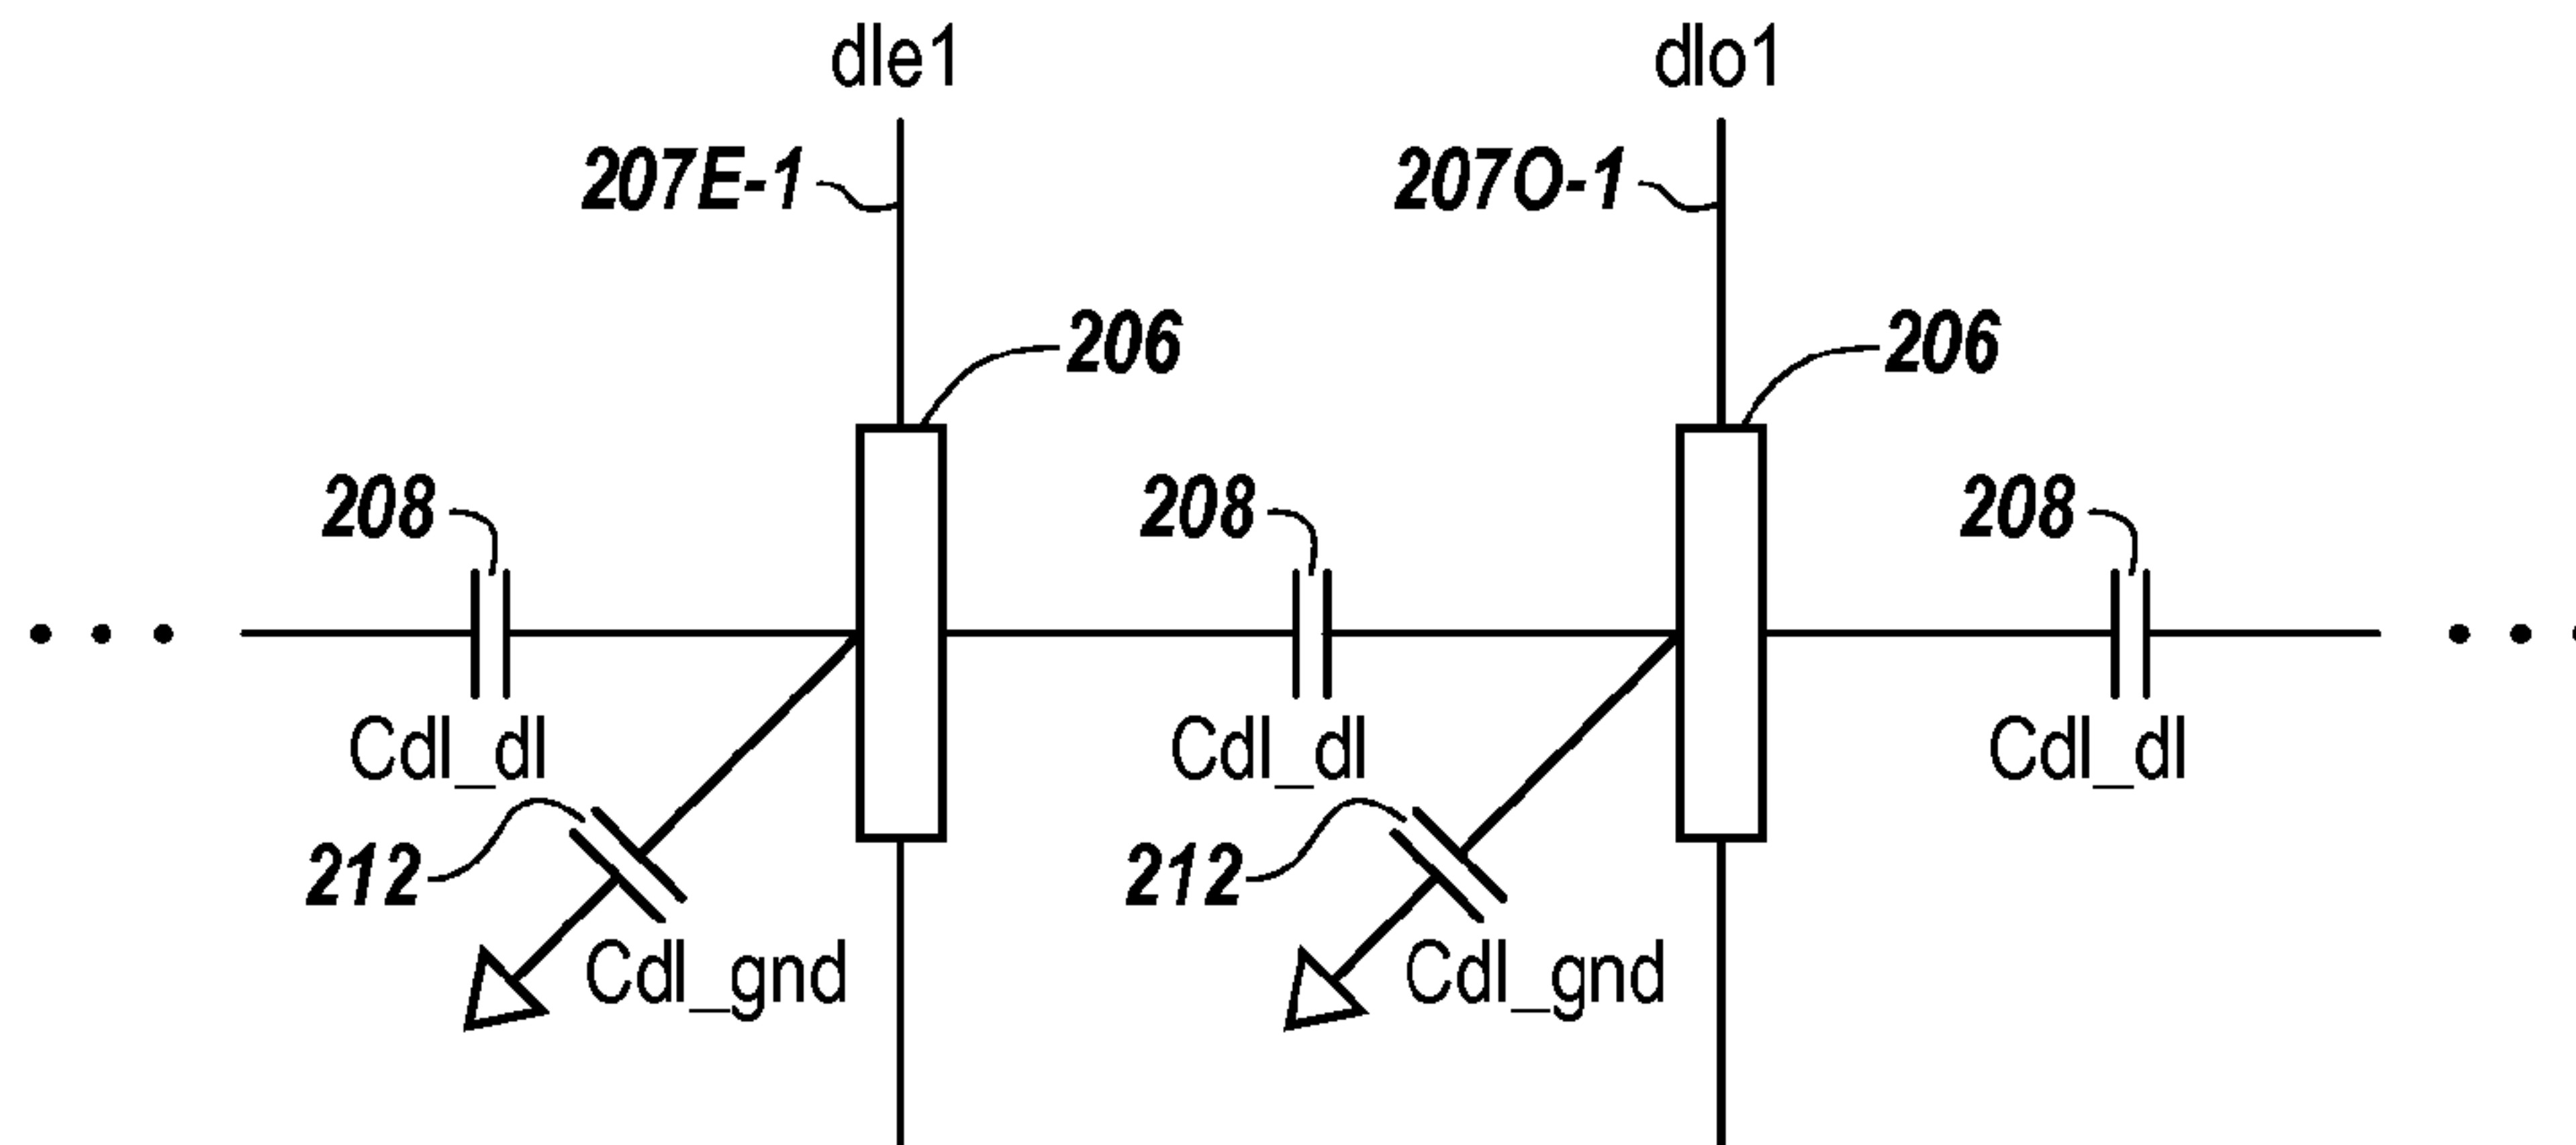 dle1 dlo1
207E-1 207O-1
206 206
208 208 208
Cdl_dl Cdl_dl Cdl_dl
212 212
Cdl_gnd Cdl_gnd